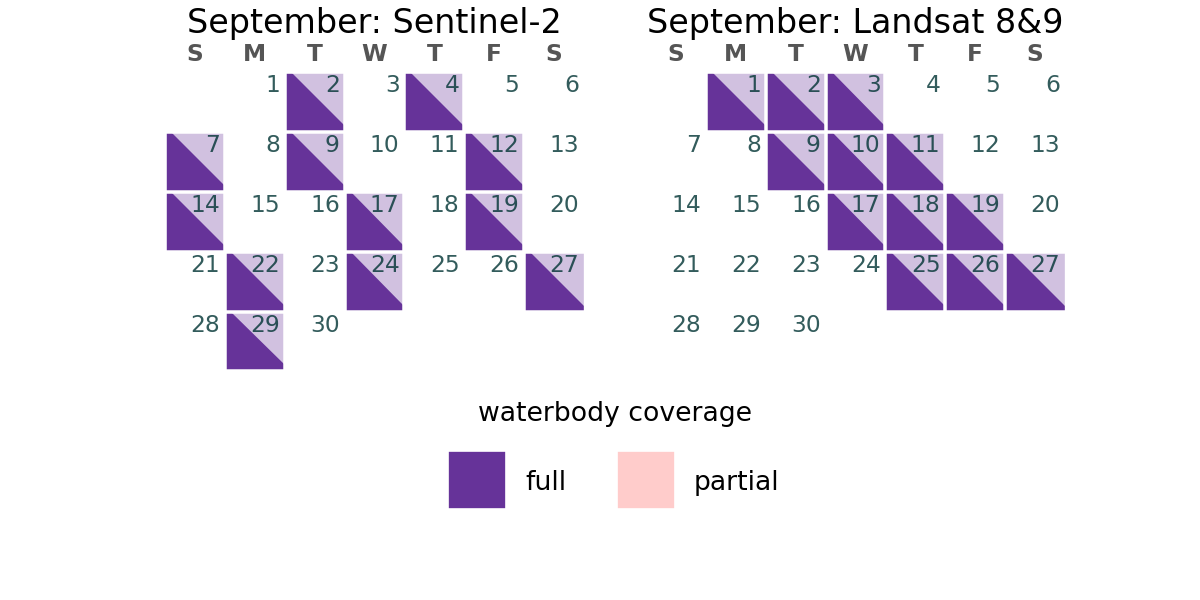 September: Sentinel-2
S M T W T F S
1 2 3 4 5 6
7 8 9 10 11 12 13
14 15 16 17 18 19 20
21 22 23 24 25 26 27
28 29 30
September: Landsat 8&9
S M T W T F S
1 2 3 4 5 6
7 8 9 10 11 12 13
14 15 16 17 18 19 20
21 22 23 24 25 26 27
28 29 30
waterbody coverage
full partial